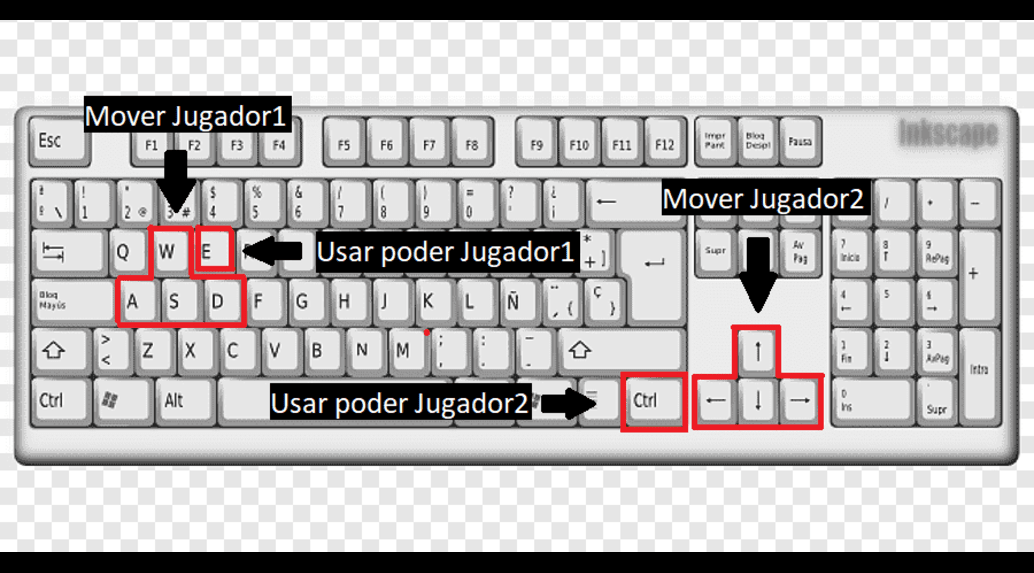 Mover Jugador1
Inkscape
Esc
F1 F2 F3 F4 F5 F6 F7 F8 F9 F10 F11 F12
Impr Pant
Bloq Despl
Pausa
Mover Jugador2
! 1
" 2 @
3 #
$ 4
% 5
& 6
/ 7
( 8
) 9
= 0
? '
¿ ¡
←
/
-
Q W E
Usar poder Jugador1
* + ]
Supr
Av Pag
7 Inicio
8
9 RePag
+
Bloq Mayús
A S D F G H J K L Ñ
¨ ´ {
Ç }
4 ←
5
6 →
> <
Z X C V B N M
; ,
: .
_ -
↑
1 Fin
2 ↓
3 AvPag
Intro
Ctrl
Alt
Usar poder Jugador2
Ctrl
← ↓ →
0 Ins
. Supr